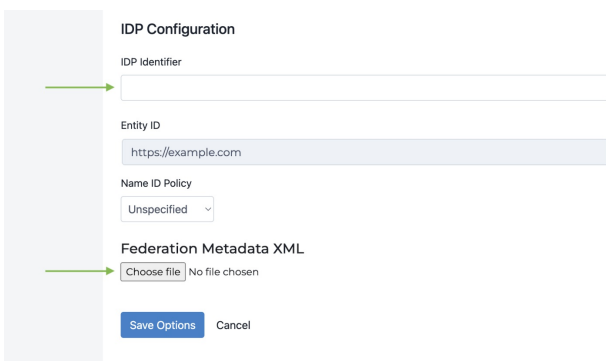 IDP Configuration
IDP Identifier
Entity ID
https://example.com
Name ID Policy
Unspecified
Federation Metadata XML
Choose file No file chosen
Save Options Cancel